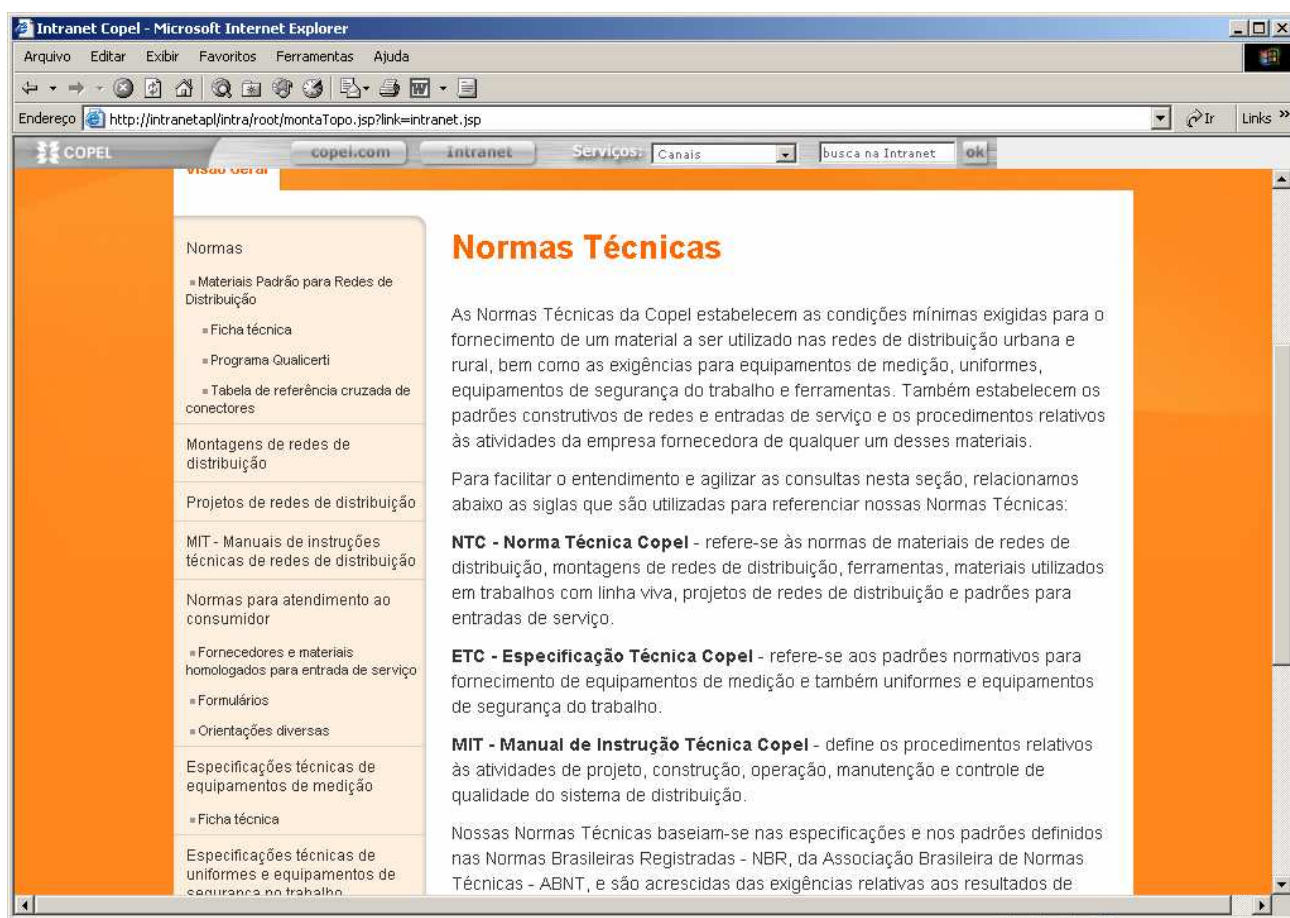 Intranet Copel - Microsoft Internet Explorer
Arquivo Editar Exibir Favoritos Ferramentas Ajuda
Endereço http://intranetapl/intra/root/montaTopo.jsp?link=intranet.jsp Ir Links »
COPEL copel.com Intranet Serviços: Canais busca na Intranet ok
Visão Geral
Normas
Materiais Padrão para Redes de
Distribuição
Ficha técnica
Programa Qualicerti
Tabela de referência cruzada de
conectores
Montagens de redes de
distribuição
Projetos de redes de distribuição
MIT - Manuais de instruções
técnicas de redes de distribuição
Normas para atendimento ao
consumidor
Fornecedores e materiais
homologados para entrada de serviço
Formulários
Orientações diversas
Especificações técnicas de
equipamentos de medição
Ficha técnica
Especificações técnicas de
uniformes e equipamentos de
segurança no trabalho
Normas Técnicas
As Normas Técnicas da Copel estabelecem as condições mínimas exigidas para o
fornecimento de um material a ser utilizado nas redes de distribuição urbana e
rural, bem como as exigências para equipamentos de medição, uniformes,
equipamentos de segurança do trabalho e ferramentas. Também estabelecem os
padrões construtivos de redes e entradas de serviço e os procedimentos relativos
às atividades da empresa fornecedora de qualquer um desses materiais.
Para facilitar o entendimento e agilizar as consultas nesta seção, relacionamos
abaixo as siglas que são utilizadas para referenciar nossas Normas Técnicas:
NTC - Norma Técnica Copel - refere-se às normas de materiais de redes de
distribuição, montagens de redes de distribuição, ferramentas, materiais utilizados
em trabalhos com linha viva, projetos de redes de distribuição e padrões para
entradas de serviço.
ETC - Especificação Técnica Copel - refere-se aos padrões normativos para
fornecimento de equipamentos de medição e também uniformes e equipamentos
de segurança do trabalho.
MIT - Manual de Instrução Técnica Copel - define os procedimentos relativos
às atividades de projeto, construção, operação, manutenção e controle de
qualidade do sistema de distribuição.
Nossas Normas Técnicas baseiam-se nas especificações e nos padrões definidos
nas Normas Brasileiras Registradas - NBR, da Associação Brasileira de Normas
Técnicas - ABNT, e são acrescidas das exigências relativas aos resultados de